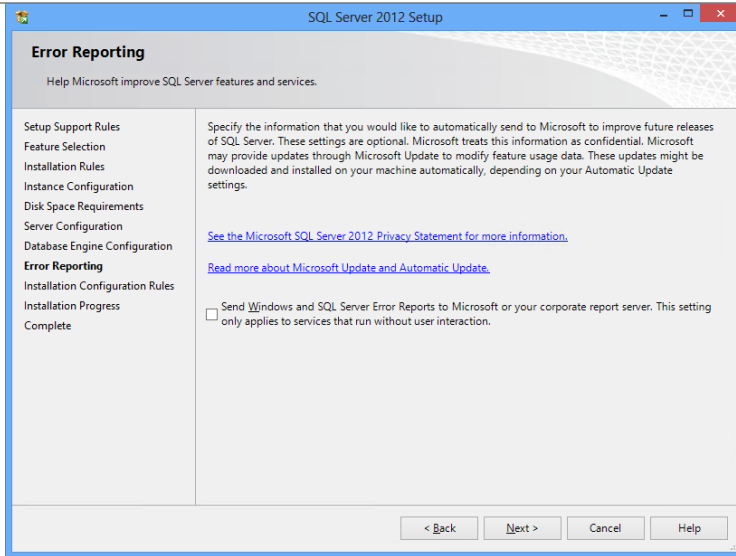 SQL Server 2012 Setup
Error Reporting
Help Microsoft improve SQL Server features and services.
Setup Support Rules
Feature Selection
Installation Rules
Instance Configuration
Disk Space Requirements
Server Configuration
Database Engine Configuration
Error Reporting
Installation Configuration Rules
Installation Progress
Complete
Specify the information that you would like to automatically send to Microsoft to improve future releases
of SQL Server. These settings are optional. Microsoft treats this information as confidential. Microsoft
may provide updates through Microsoft Update to modify feature usage data. These updates might be
downloaded and installed on your machine automatically, depending on your Automatic Update
settings.
See the Microsoft SQL Server 2012 Privacy Statement for more information.
Read more about Microsoft Update and Automatic Update.
Send Windows and SQL Server Error Reports to Microsoft or your corporate report server. This setting
only applies to services that run without user interaction.
< Back
Next >
Cancel
Help